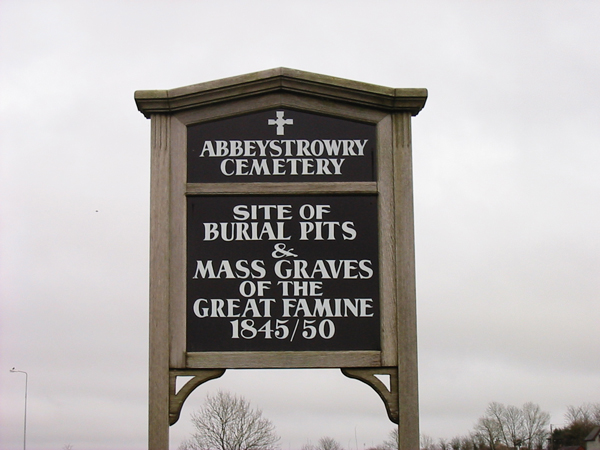 ABBEYSTROWRY
CEMETERY
SITE OF
BURIAL PITS
&
MASS GRAVES
OF THE
GREAT FAMINE
1845/50